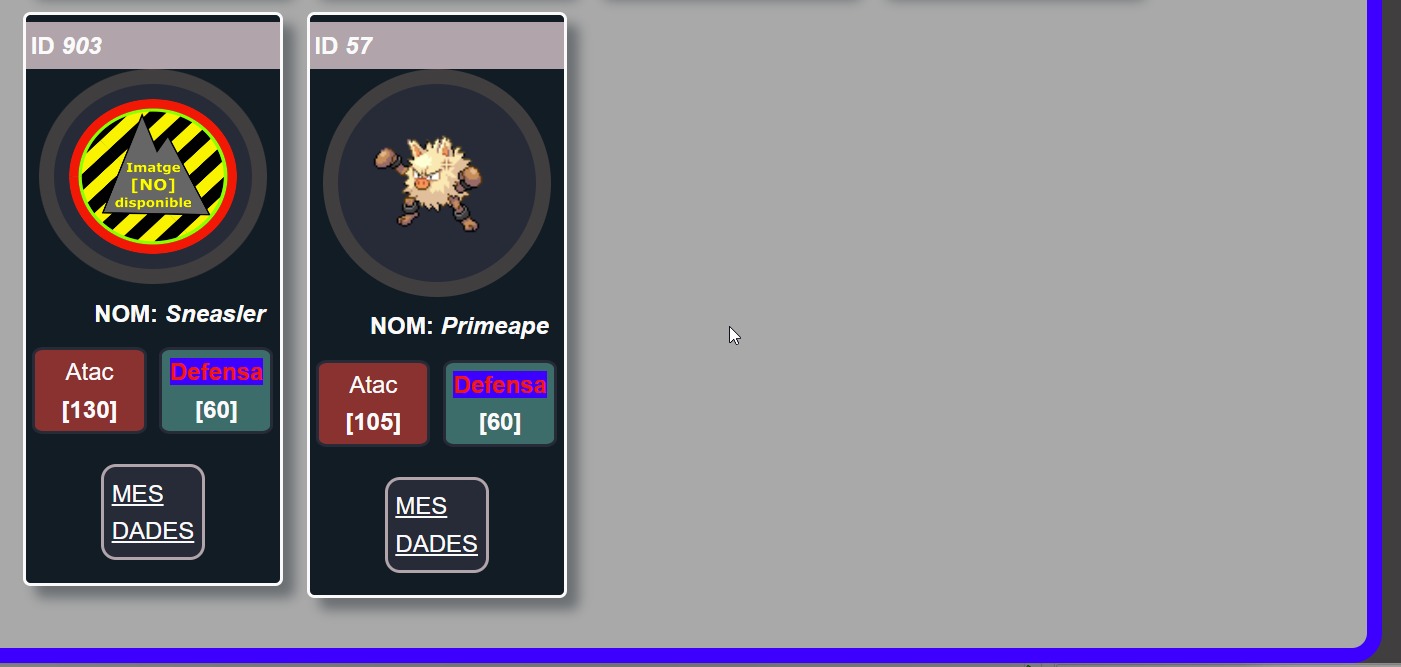 ID 903
Imatge
[NO]
disponible
NOM: Sneasler
Atac
[130]
Defensa
[60]
MES
DADES
ID 57
NOM: Primeape
Atac
[105]
Defensa
[60]
MES
DADES